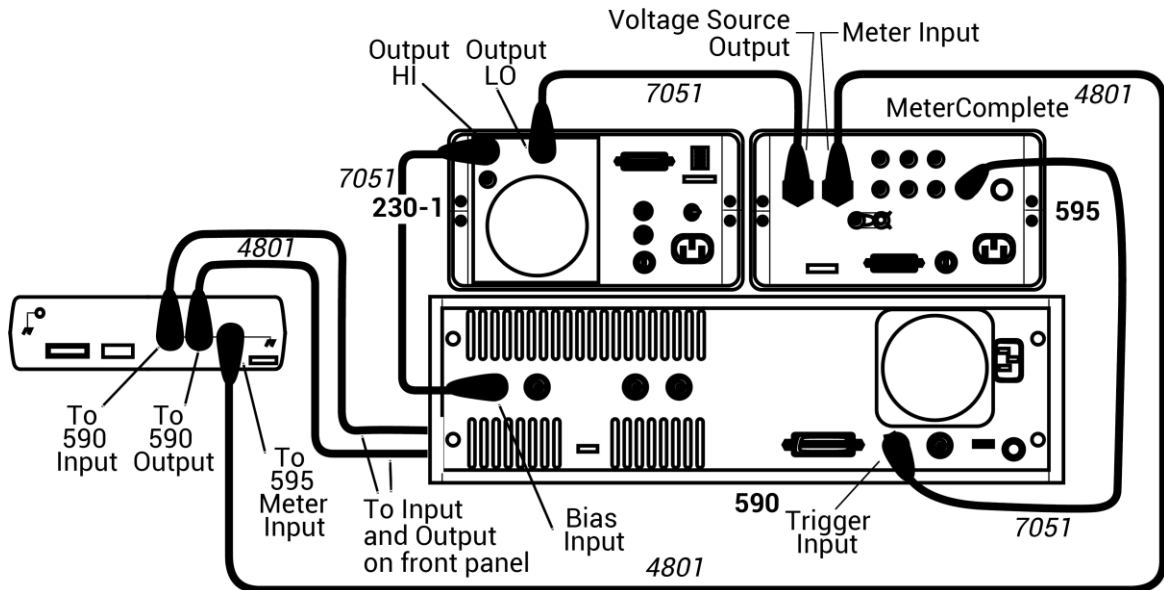 Voltage Source
Output
Meter Input
Output
HI
Output
LO
7051
4801
MeterComplete
7051
230-1
595
4801
To
590
Input
To
590
Output
To
595
Meter
Input
To Input
and Output
on front panel
Bias
Input
590
Trigger
Input
7051
4801